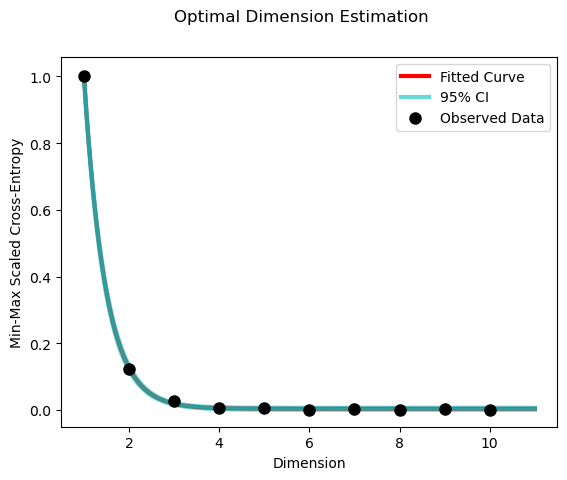 Optimal Dimension Estimation
1.0
0.8
0.6
0.4
0.2
0.0
Min-Max Scaled Cross-Entropy
Fitted Curve
95% CI
Observed Data
2 4 6 8 10
Dimension